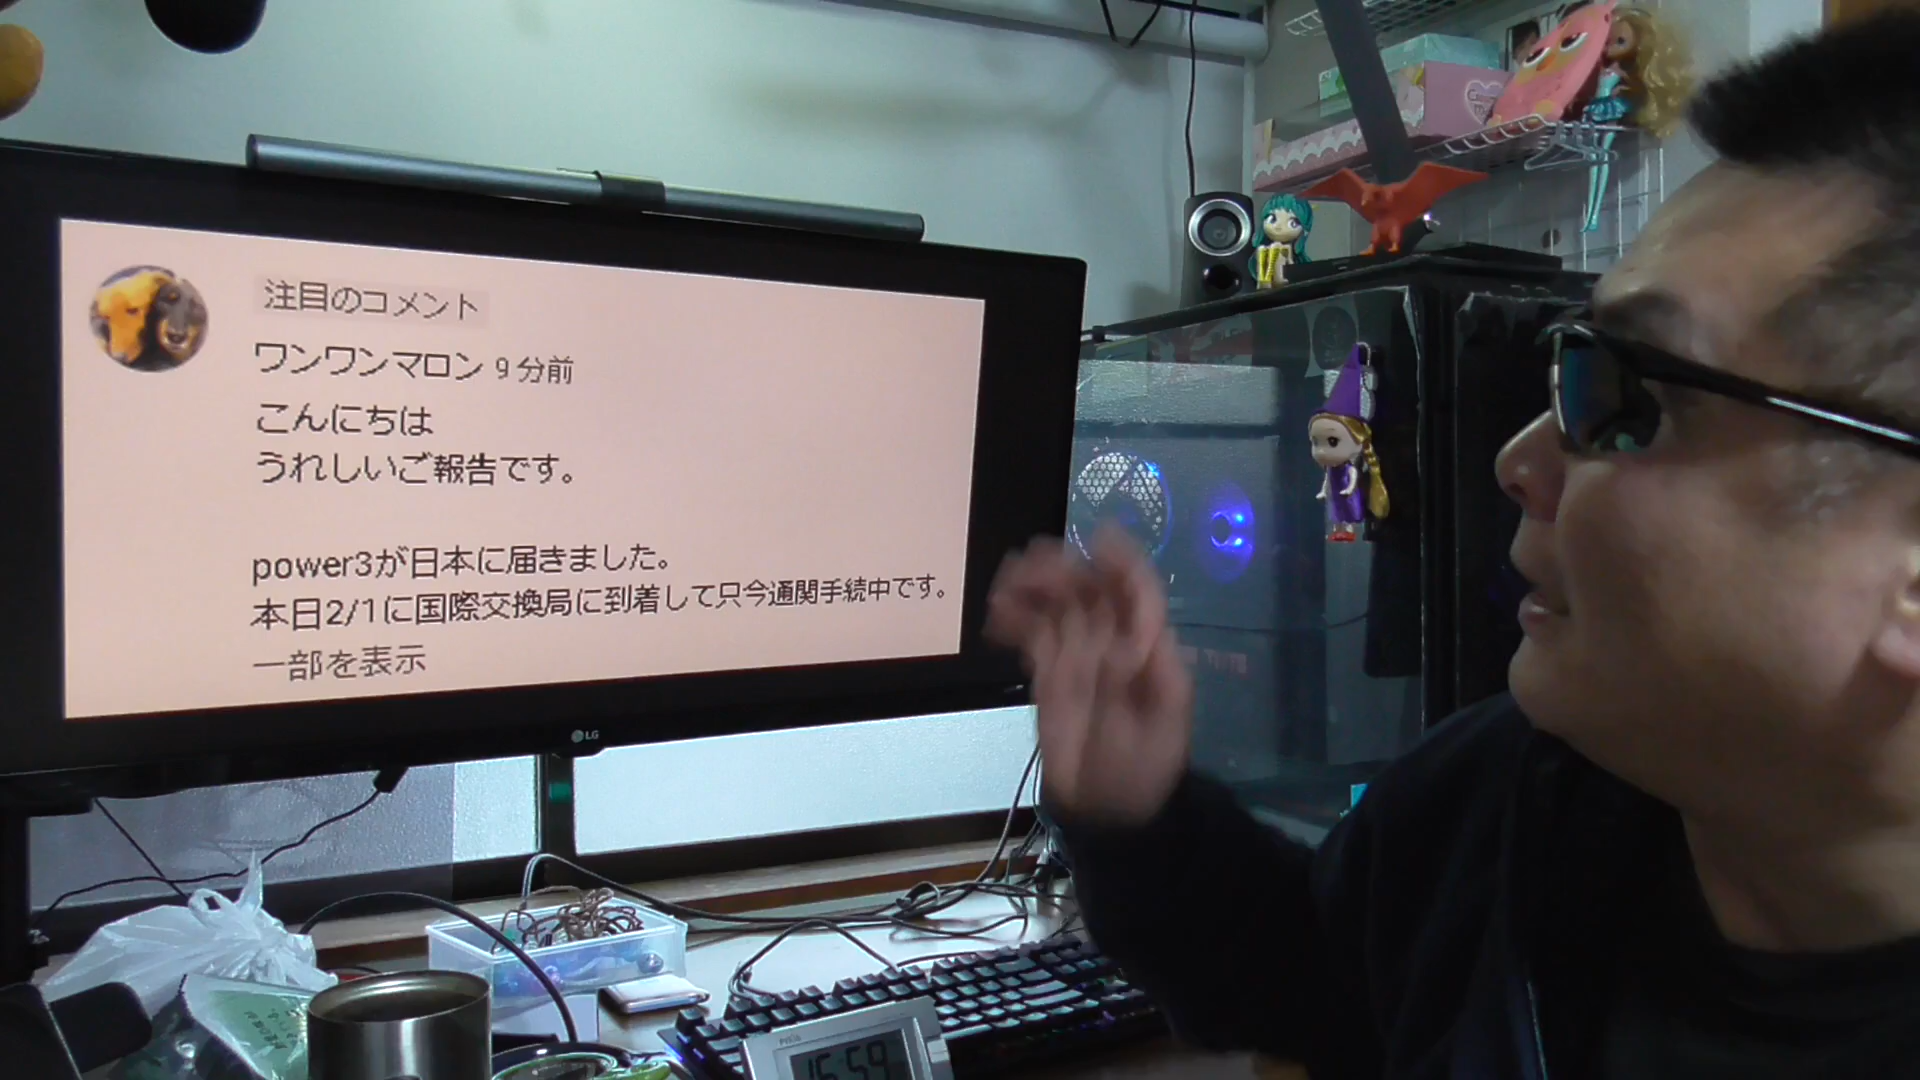 注目のコメント
ワンワンマロン 9 分前
こんにちは
うれしいご報告です。
power3が日本に届きました。
本日2/1に国際交換局に到着して只今通関手続中です。
一部を表示
LG
15:59